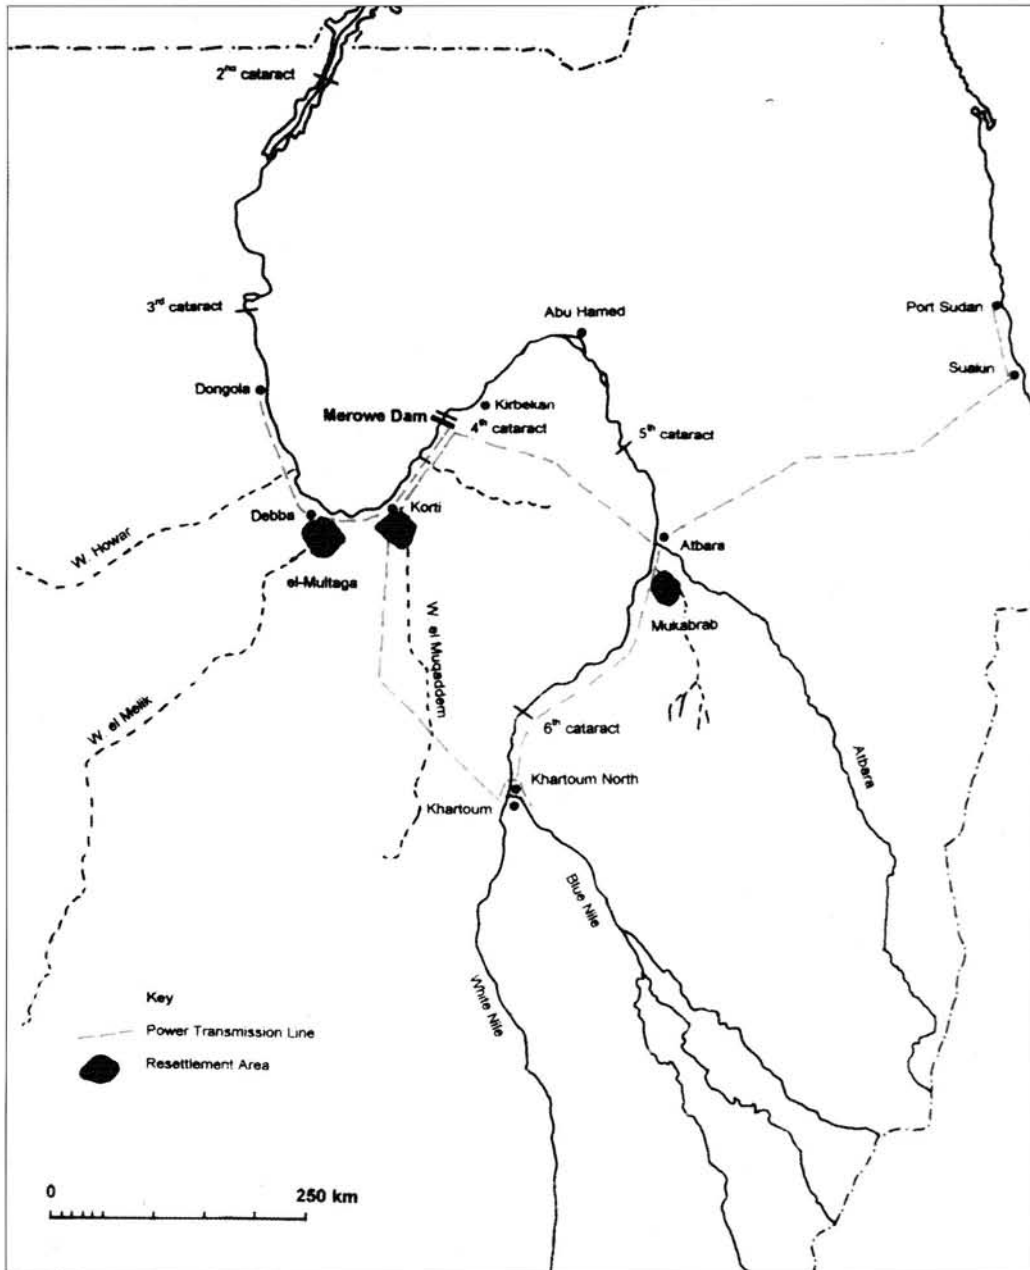 2nd cataract
3rd cataract
Abu Hamed
Port Sudan
Suakin
Dongola
Kirbekan
Merowe Dam
4th cataract
5th cataract
Debba
Korti
W. Howar
Atbara
el-Multaga
Mukabrab
W. el Muqaddem
W. el Melik
6th cataract
Atbara
Khartoum North
Khartoum
Blue Nile
White Nile
Key
Power Transmission Line
Resettlement Area
0 250 km